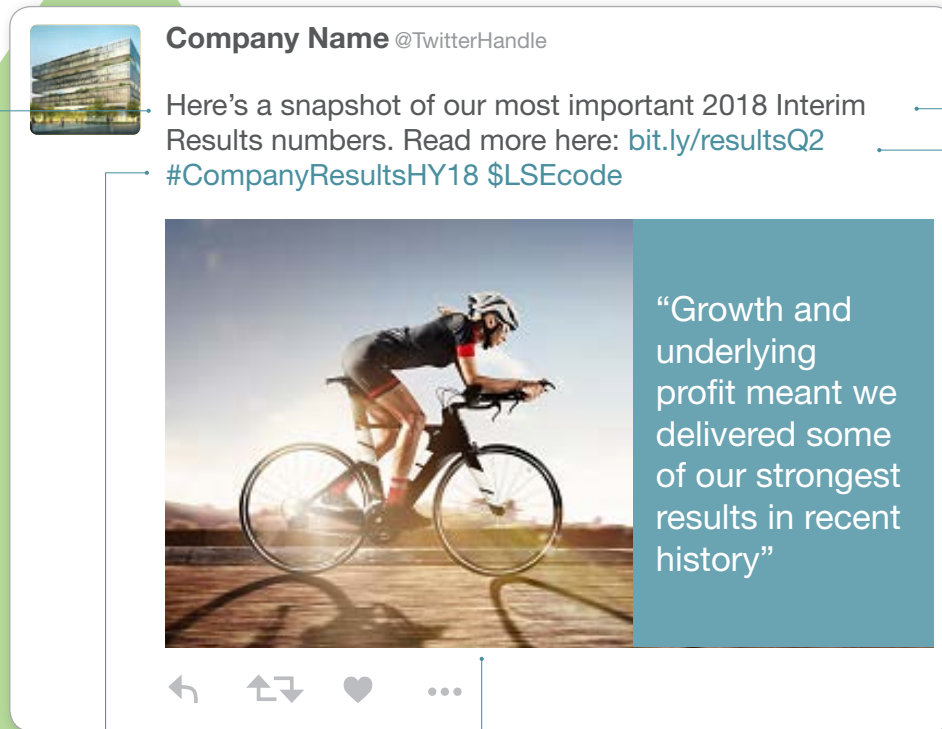 Company Name @TwitterHandle
Here’s a snapshot of our most important 2018 Interim
Results numbers. Read more here: bit.ly/resultsQ2
#CompanyResultsHY18 $LSEcode
“Growth and
underlying
profit meant we
delivered some
of our strongest
results in recent
history”